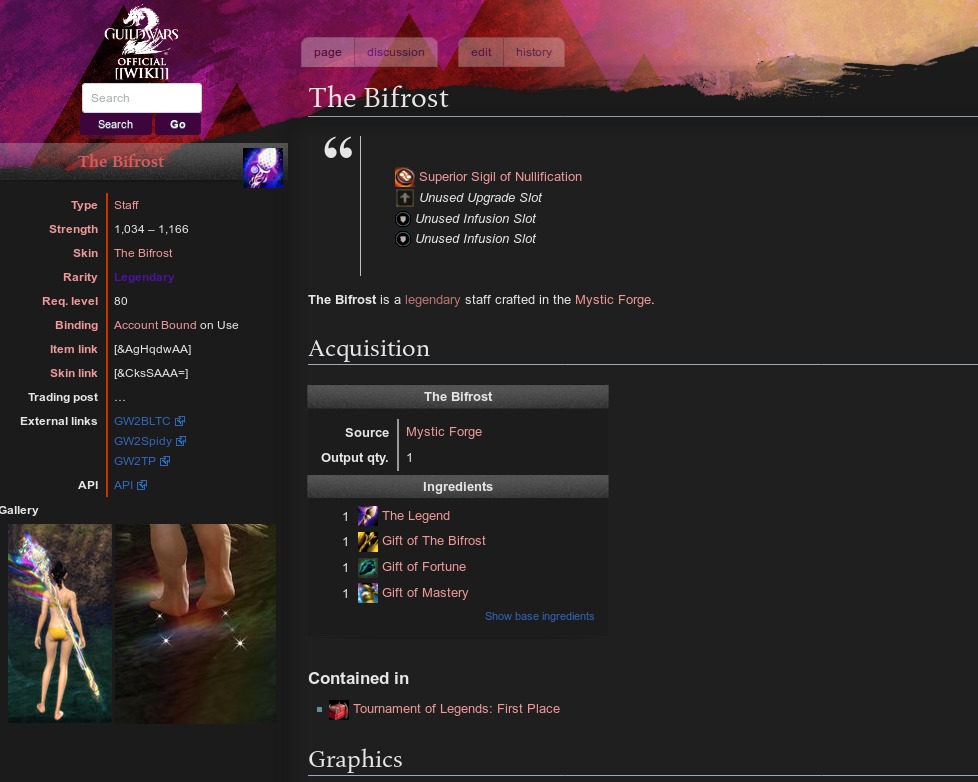 GUILDWARS
OFFICIAL
[[WIKI]]
Search
Search Go
page discussion edit history
The Bifrost
The Bifrost
Type Staff
Strength 1,034 – 1,166
Skin The Bifrost
Rarity Legendary
Req. level 80
Binding Account Bound on Use
Item link [&AgHqdwAA]
Skin link [&CksSAAA=]
Trading post ...
External links GW2BLTC
GW2Spidy
GW2TP
API API
Gallery
“
Superior Sigil of Nullification
Unused Upgrade Slot
Unused Infusion Slot
Unused Infusion Slot
The Bifrost is a legendary staff crafted in the Mystic Forge.
Acquisition
The Bifrost
Source Mystic Forge
Output qty. 1
Ingredients
1 The Legend
1 Gift of The Bifrost
1 Gift of Fortune
1 Gift of Mastery
Show base ingredients
Contained in
Tournament of Legends: First Place
Graphics